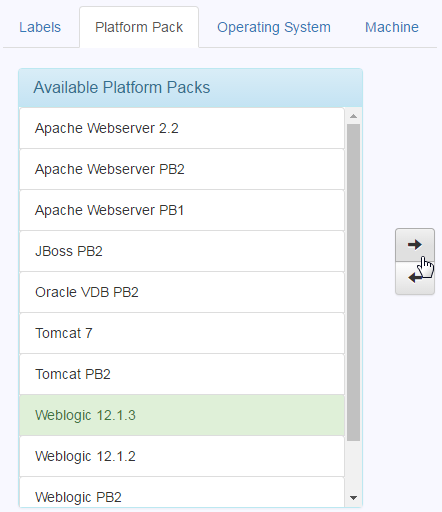 Labels Platform Pack Operating System Machine
Available Platform Packs
Apache Webserver 2.2
Apache Webserver PB2
Apache Webserver PB1
JBoss PB2
Oracle VDB PB2
Tomcat 7
Tomcat PB2
Weblogic 12.1.3
Weblogic 12.1.2
Weblogic PB2